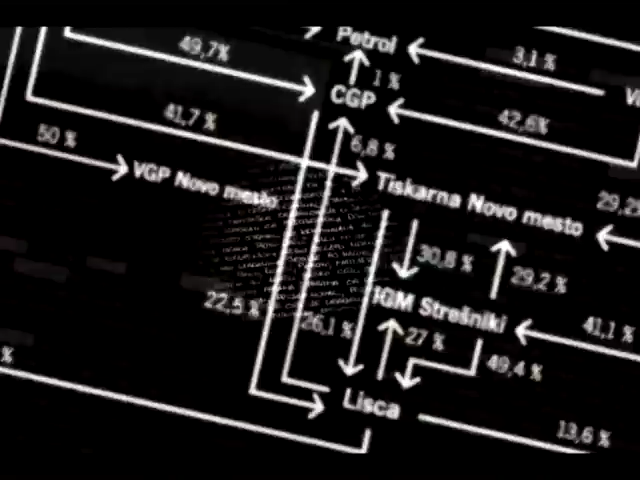 Petrol
49,7%
3,1 %
1 %
CGP
41,7 %
42,6%
50 %
6,8 %
VGP Novo mesto
Tiskarna Novo mesto
30,8 %
29,2 %
22,5 %
IGM Strešniki
26,1 %
27 %
41,1
49,4 %
%
Lisca
13,6 %